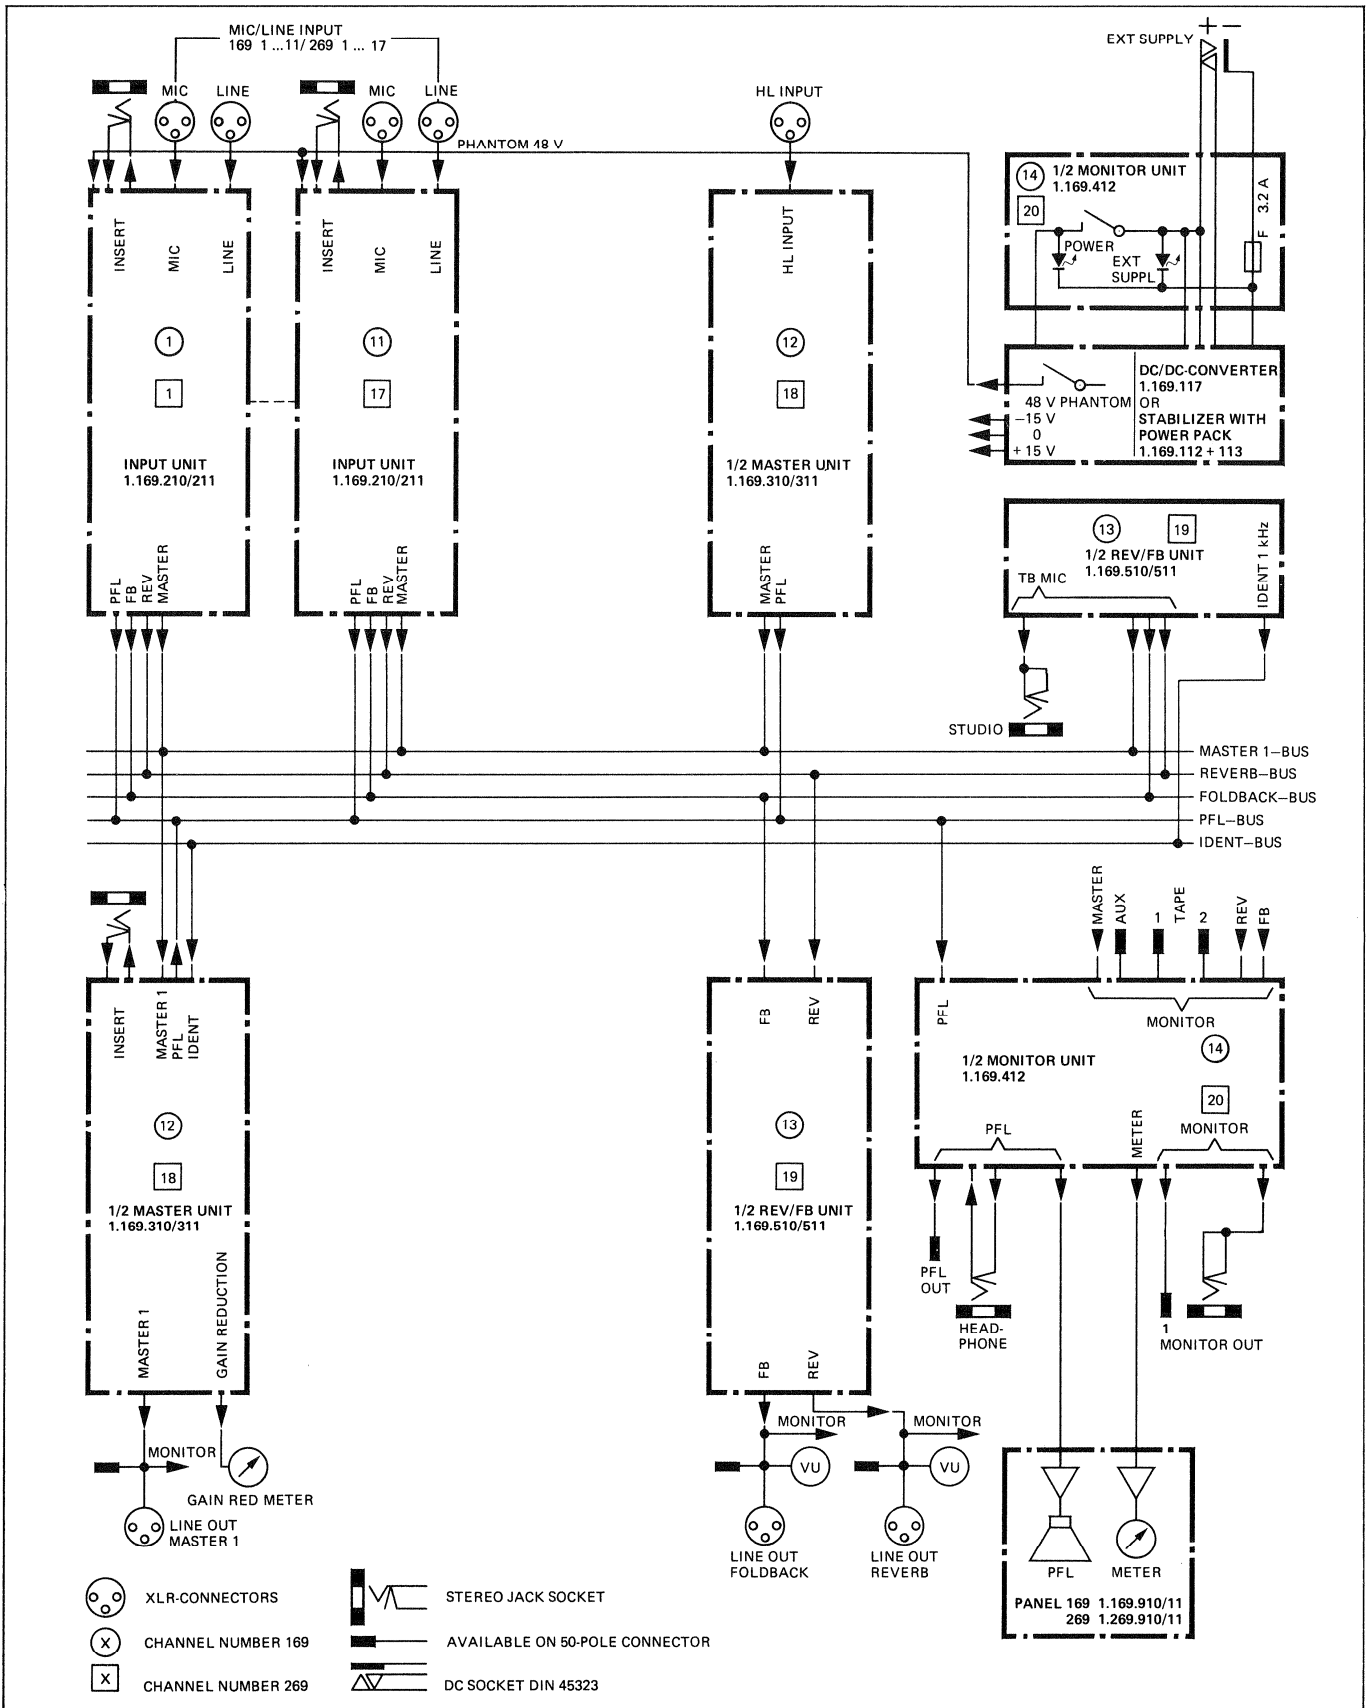 MIC/LINE INPUT
169 1 ...11/ 269 1 ... 17
MIC
LINE
MIC
LINE
HL INPUT
EXT SUPPLY
+ −
PHANTOM 48 V
INSERT
MIC
LINE
1
1
INPUT UNIT
1.169.210/211
PFL
FB
REV
MASTER
INSERT
MIC
LINE
11
17
INPUT UNIT
1.169.210/211
PFL
FB
REV
MASTER
HL INPUT
12
18
1/2 MASTER UNIT
1.169.310/311
MASTER
PFL
14
1/2 MONITOR UNIT
1.169.412
20
POWER
EXT
SUPPL
F 3.2 A
48 V PHANTOM
−15 V
0
+ 15 V
DC/DC-CONVERTER
1.169.117
OR
STABILIZER WITH
POWER PACK
1.169.112 + 113
13
19
1/2 REV/FB UNIT
1.169.510/511
TB MIC
IDENT 1 kHz
STUDIO
MASTER 1–BUS
REVERB–BUS
FOLDBACK–BUS
PFL–BUS
IDENT–BUS
INSERT
MASTER 1
PFL
IDENT
12
18
1/2 MASTER UNIT
1.169.310/311
MASTER 1
GAIN REDUCTION
MONITOR
GAIN RED METER
LINE OUT
MASTER 1
FB
REV
13
19
1/2 REV/FB UNIT
1.169.510/511
FB
REV
MONITOR
MONITOR
VU
VU
LINE OUT
FOLDBACK
LINE OUT
REVERB
MASTER
AUX
1
TAPE
2
REV
FB
PFL
MONITOR
1/2 MONITOR UNIT
1.169.412
14
20
PFL
METER
MONITOR
PFL
OUT
HEAD-
PHONE
1
MONITOR OUT
PFL
METER
PANEL 169 1.169.910/11
269 1.269.910/11
XLR-CONNECTORS
STEREO JACK SOCKET
X
CHANNEL NUMBER 169
AVAILABLE ON 50-POLE CONNECTOR
X
CHANNEL NUMBER 269
DC SOCKET DIN 45323